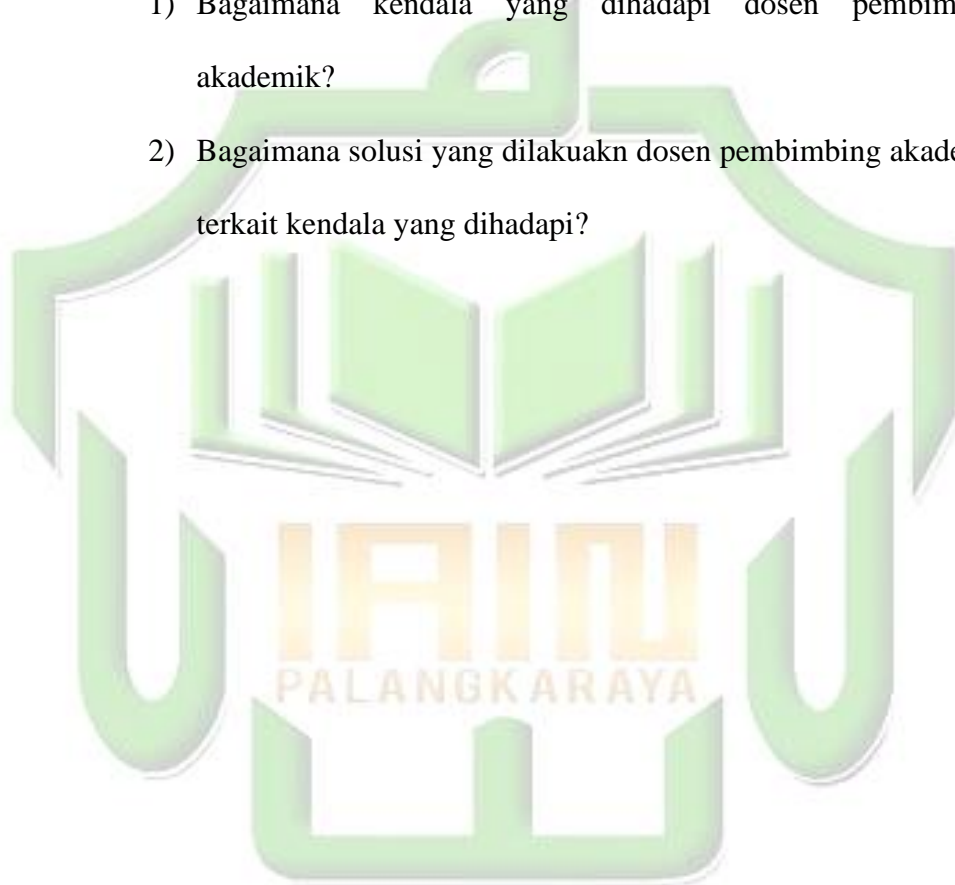 1) Bagaimana kendala yang dihadapi dosen
akademik?
2) Bagaimana solusi yang dilakuakn dosen pembimbing
terkait kendala yang dihadapi?
IAIN
PALANGKARAYA